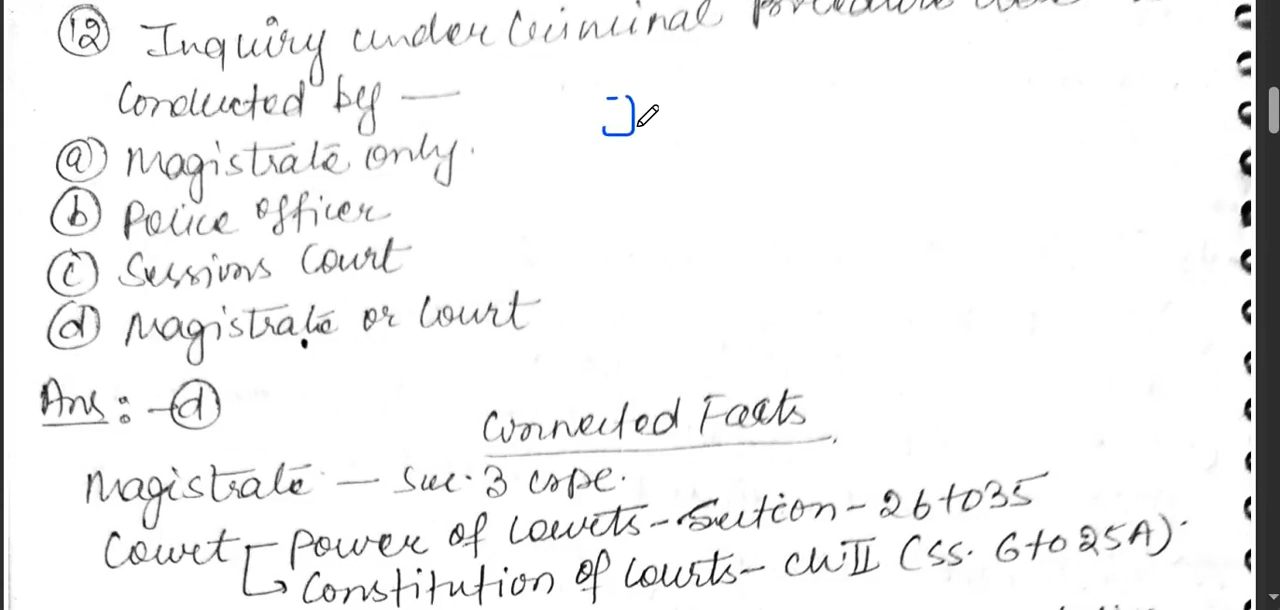 (12) Inquiry under Criminal Procedure
Conducted by —
(a) Magistrate only.
(b) Police officer
(c) Sessions Court
(d) Magistrate or Court
Ans : - (d)
Connected Facts
Magistrate — Sec. 3 crpc.
Court Power of Courts - Section - 26 to 35
Constitution of Courts - Ch II (SS. 6 to 25A).